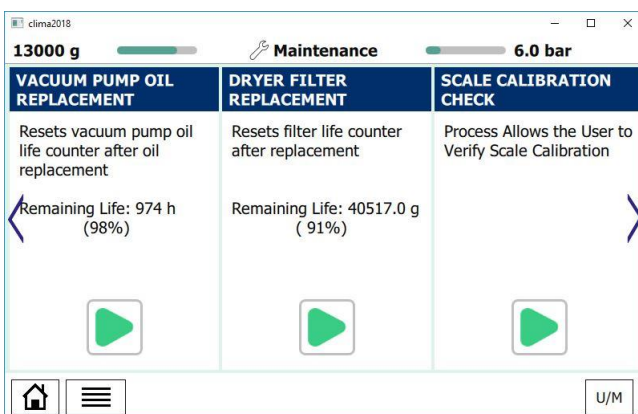 clima2018
13000 g
Maintenance
6.0 bar
VACUUM PUMP OIL
REPLACEMENT
Resets vacuum pump oil
life counter after oil
replacement
Remaining Life: 974 h
(98%)
DRYER FILTER
REPLACEMENT
Resets filter life counter
after replacement
Remaining Life: 40517.0 g
( 91%)
SCALE CALIBRATION
CHECK
Process Allows the User to
Verify Scale Calibration
U/M